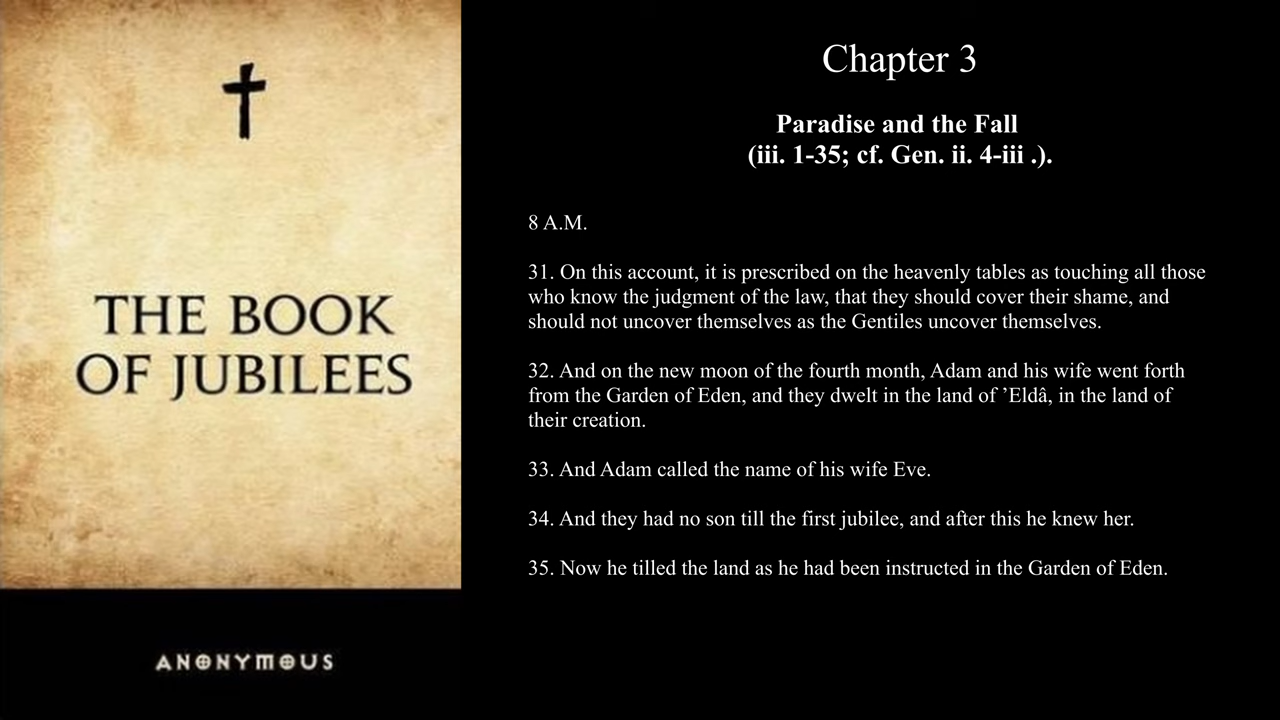 THE BOOK
OF JUBILEES
ANONYMOUS
Chapter 3
Paradise and the Fall
(iii. 1-35; cf. Gen. ii. 4-iii .).
8 A.M.
31. On this account, it is prescribed on the heavenly tables as touching all those
who know the judgment of the law, that they should cover their shame, and
should not uncover themselves as the Gentiles uncover themselves.
32. And on the new moon of the fourth month, Adam and his wife went forth
from the Garden of Eden, and they dwelt in the land of ’Eldâ, in the land of
their creation.
33. And Adam called the name of his wife Eve.
34. And they had no son till the first jubilee, and after this he knew her.
35. Now he tilled the land as he had been instructed in the Garden of Eden.